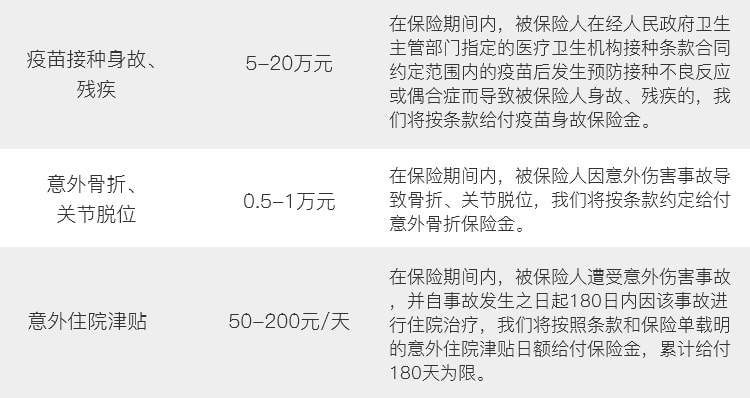 疫苗接种身故、
残疾
5-20万元
在保险期间内，被保险人在经人民政府卫生
主管部门指定的医疗卫生机构接种条款合同
约定范围内的疫苗后发生预防接种不良反应
或偶合症而导致被保险人身故、残疾的，我
们将按条款给付疫苗身故保险金。
意外骨折、
关节脱位
0.5-1万元
在保险期间内，被保险人因意外伤害事故导
致骨折、关节脱位，我们将按条款约定给付
意外骨折保险金。
意外住院津贴
50-200元/天
在保险期间内，被保险人遭受意外伤害事故
，并自事故发生之日起180日内因该事故进
行住院治疗，我们将按照条款和保险单载明
的意外住院津贴日额给付保险金，累计给付
180天为限。